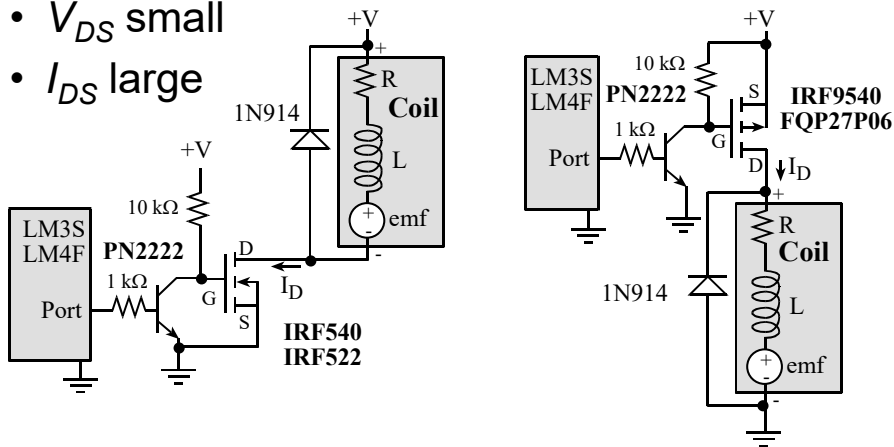 • V_DS small
• I_DS large
+V
+
R
Coil
1N914
L
+
-
emf
-
+V
10 kΩ
LM3S
LM4F
PN2222
1 kΩ
Port
D
G
S
I_D
IRF540
IRF522
+V
LM3S
LM4F
10 kΩ
PN2222
1 kΩ
Port
S
G
D
IRF9540
FQP27P06
I_D
+
R
Coil
1N914
L
+
-
emf
-